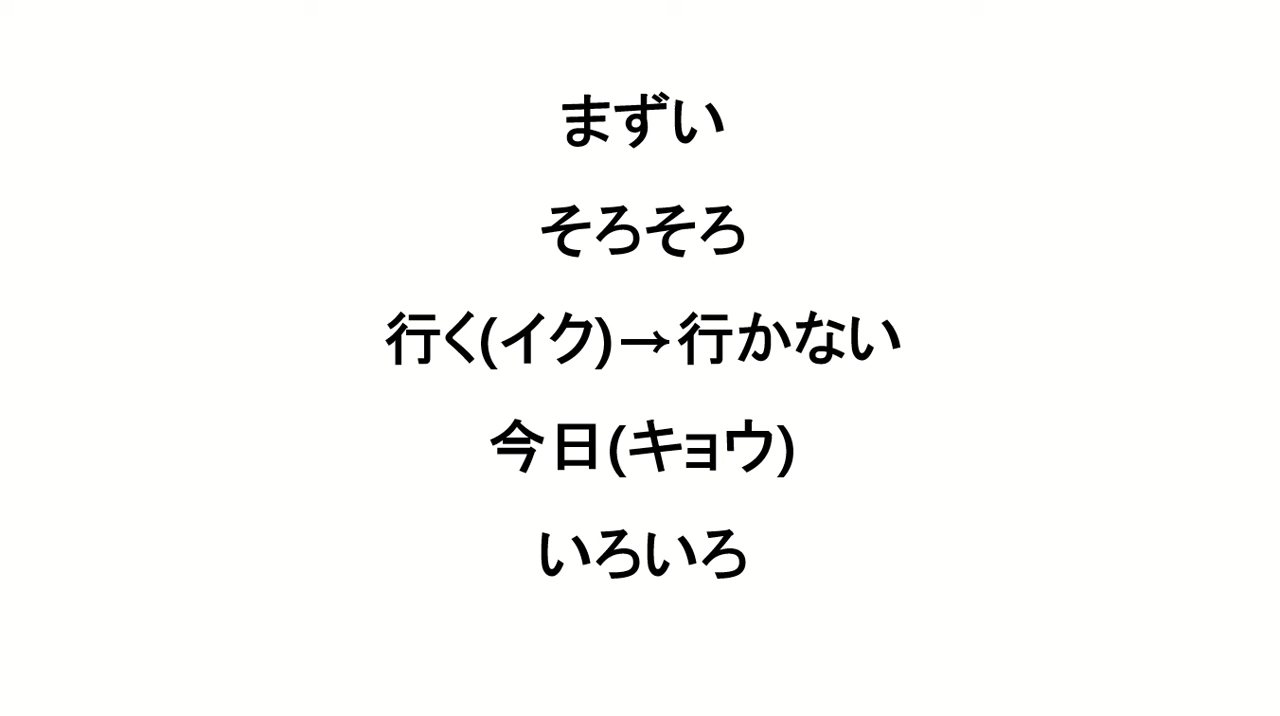 まずい
そろそろ
行く(イク)→行かない
今日(キョウ)
いろいろ